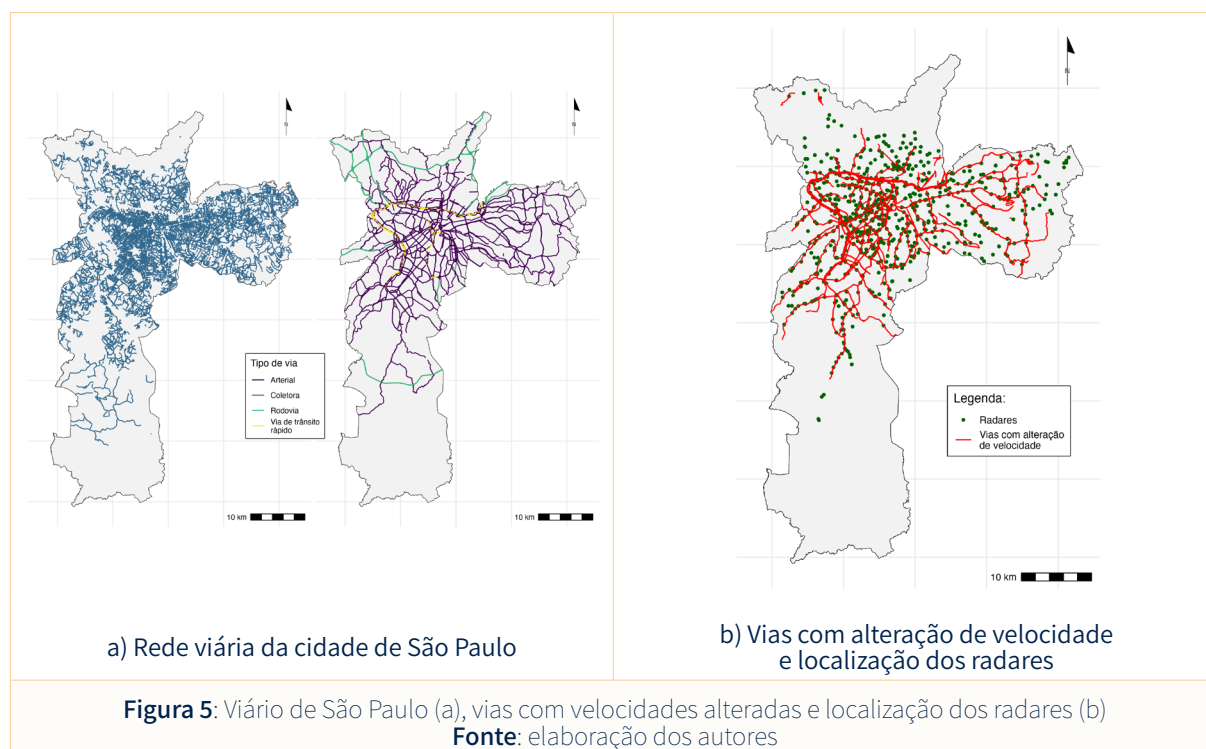 N
N
Tipo de via
Arterial
Coletora
Rodovia
Via de trânsito
rápido
10 km
10 km
a) Rede viária da cidade de São Paulo
N
Legenda:
Radares
Vias com alteração
de velocidade
10 km
b) Vias com alteração de velocidade
e localização dos radares
Figura 5: Viário de São Paulo (a), vias com velocidades alteradas e localização dos radares (b)
Fonte: elaboração dos autores